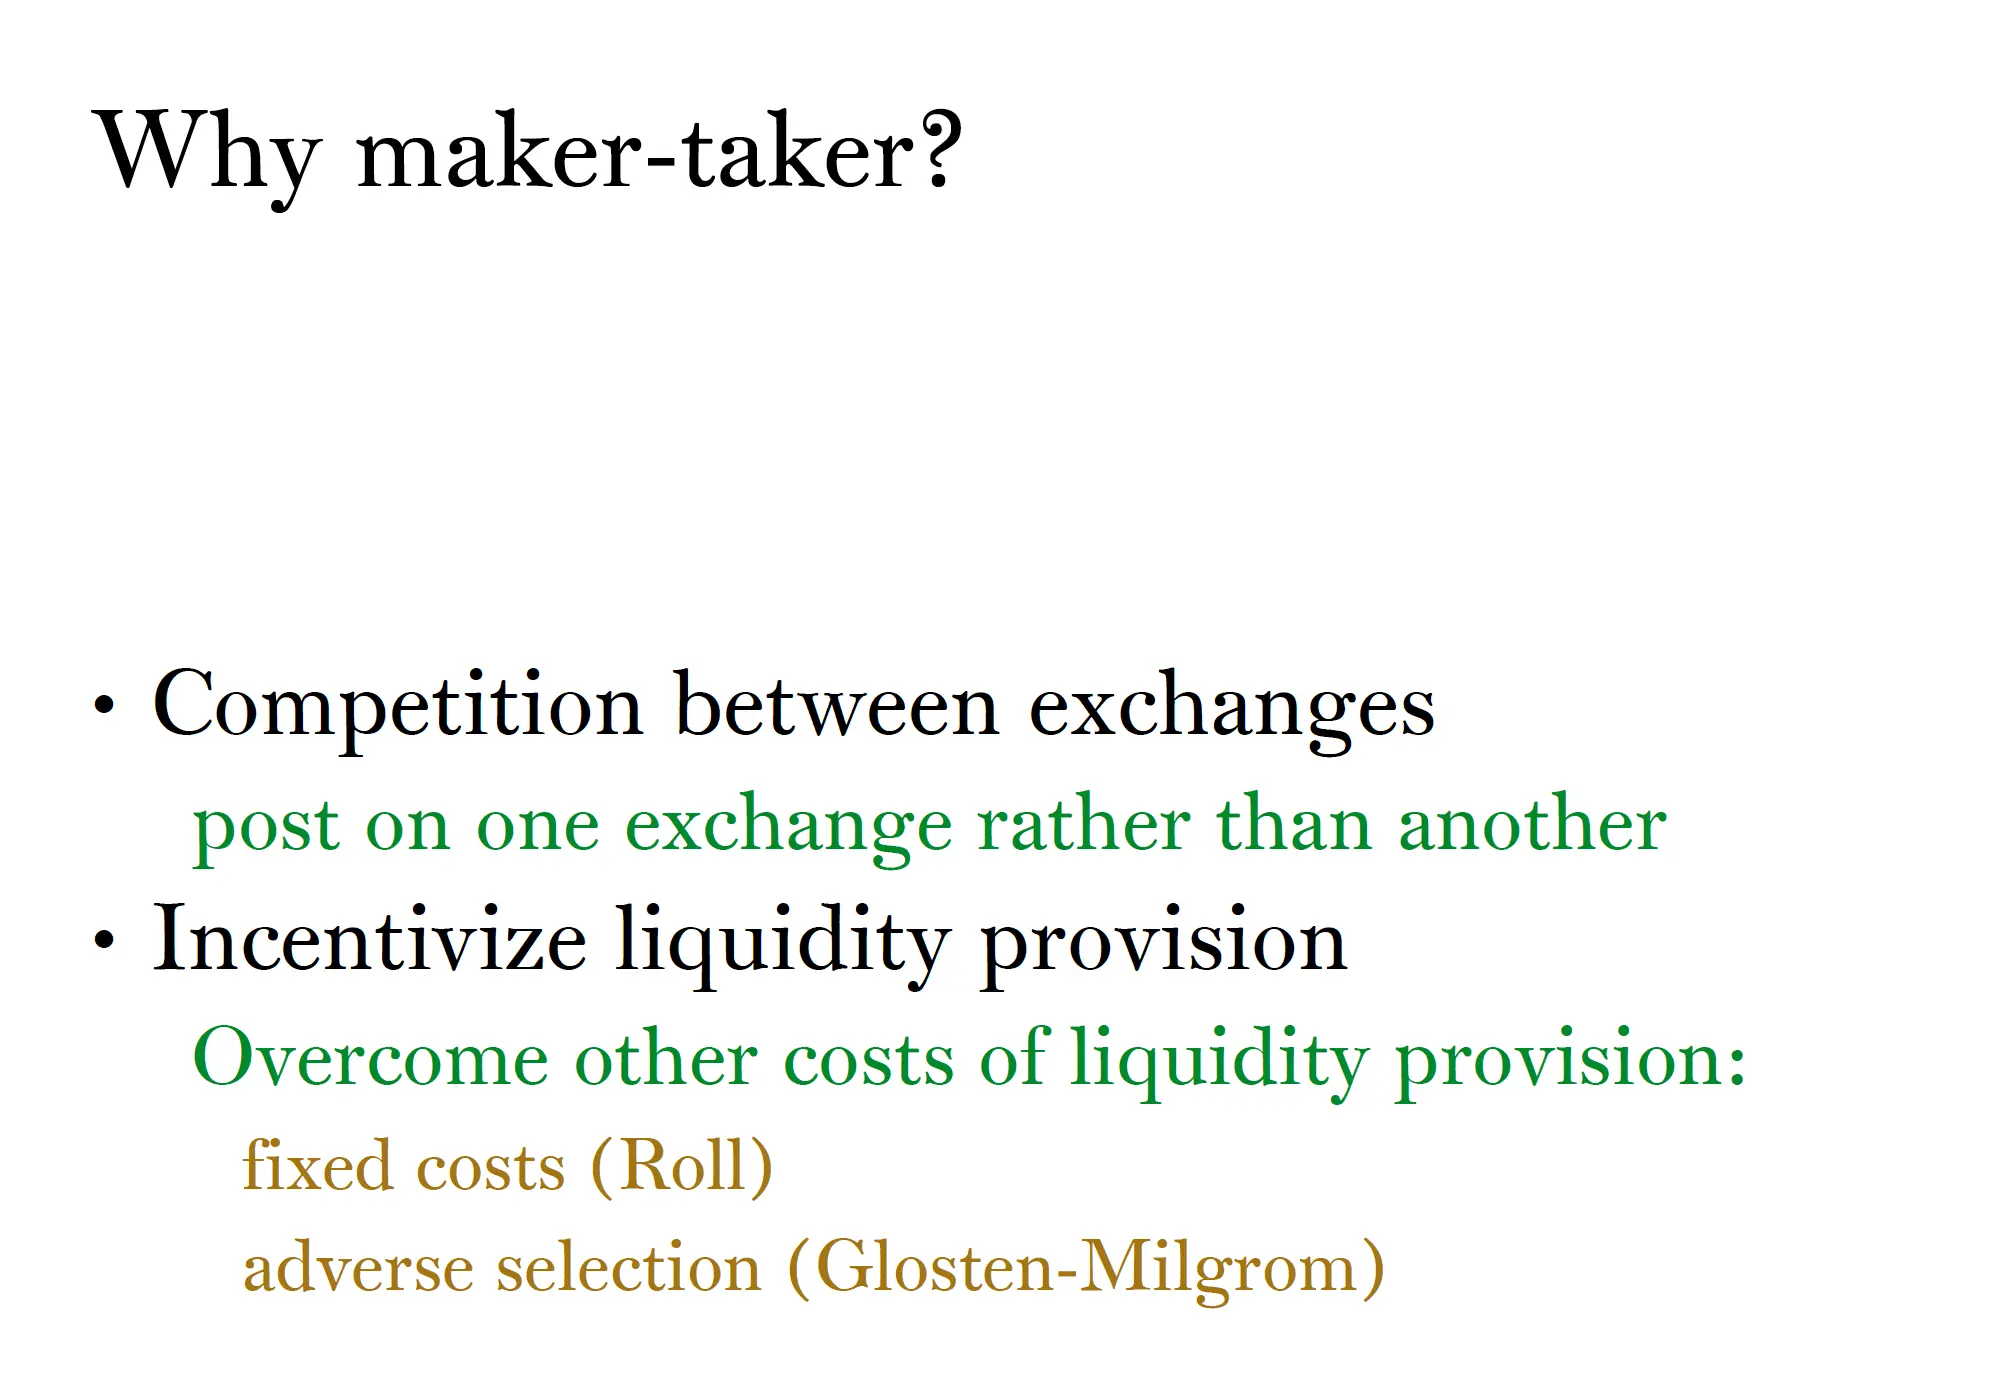 Why maker-taker?
• Competition between exchanges
post on one exchange rather than another
• Incentivize liquidity provision
Overcome other costs of liquidity provision:
fixed costs (Roll)
adverse selection (Glosten-Milgrom)